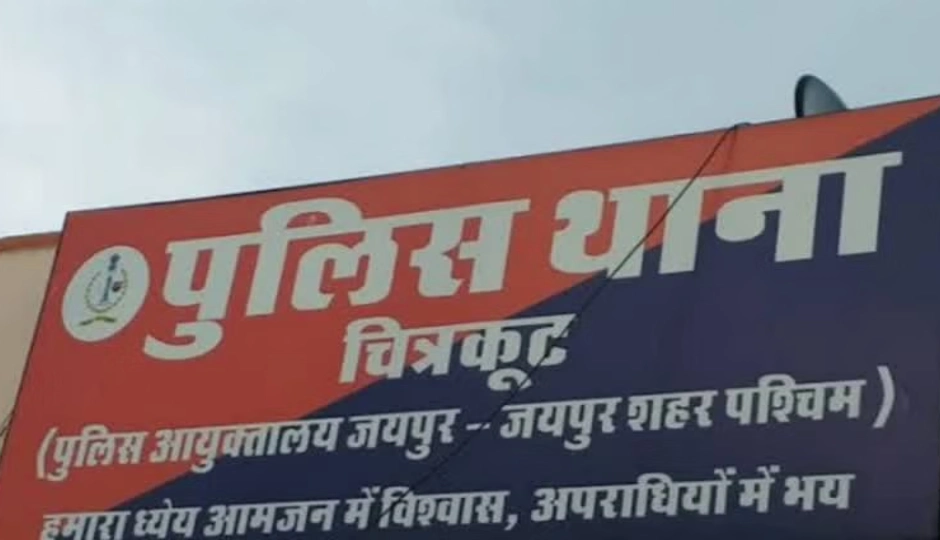 पुलिस थाना
चित्रकूट
(पुलिस आयुक्तालय जयपुर - जयपुर शहर पश्चिम)
हमारा ध्येय आमजन में विश्वास, अपराधियों में भय